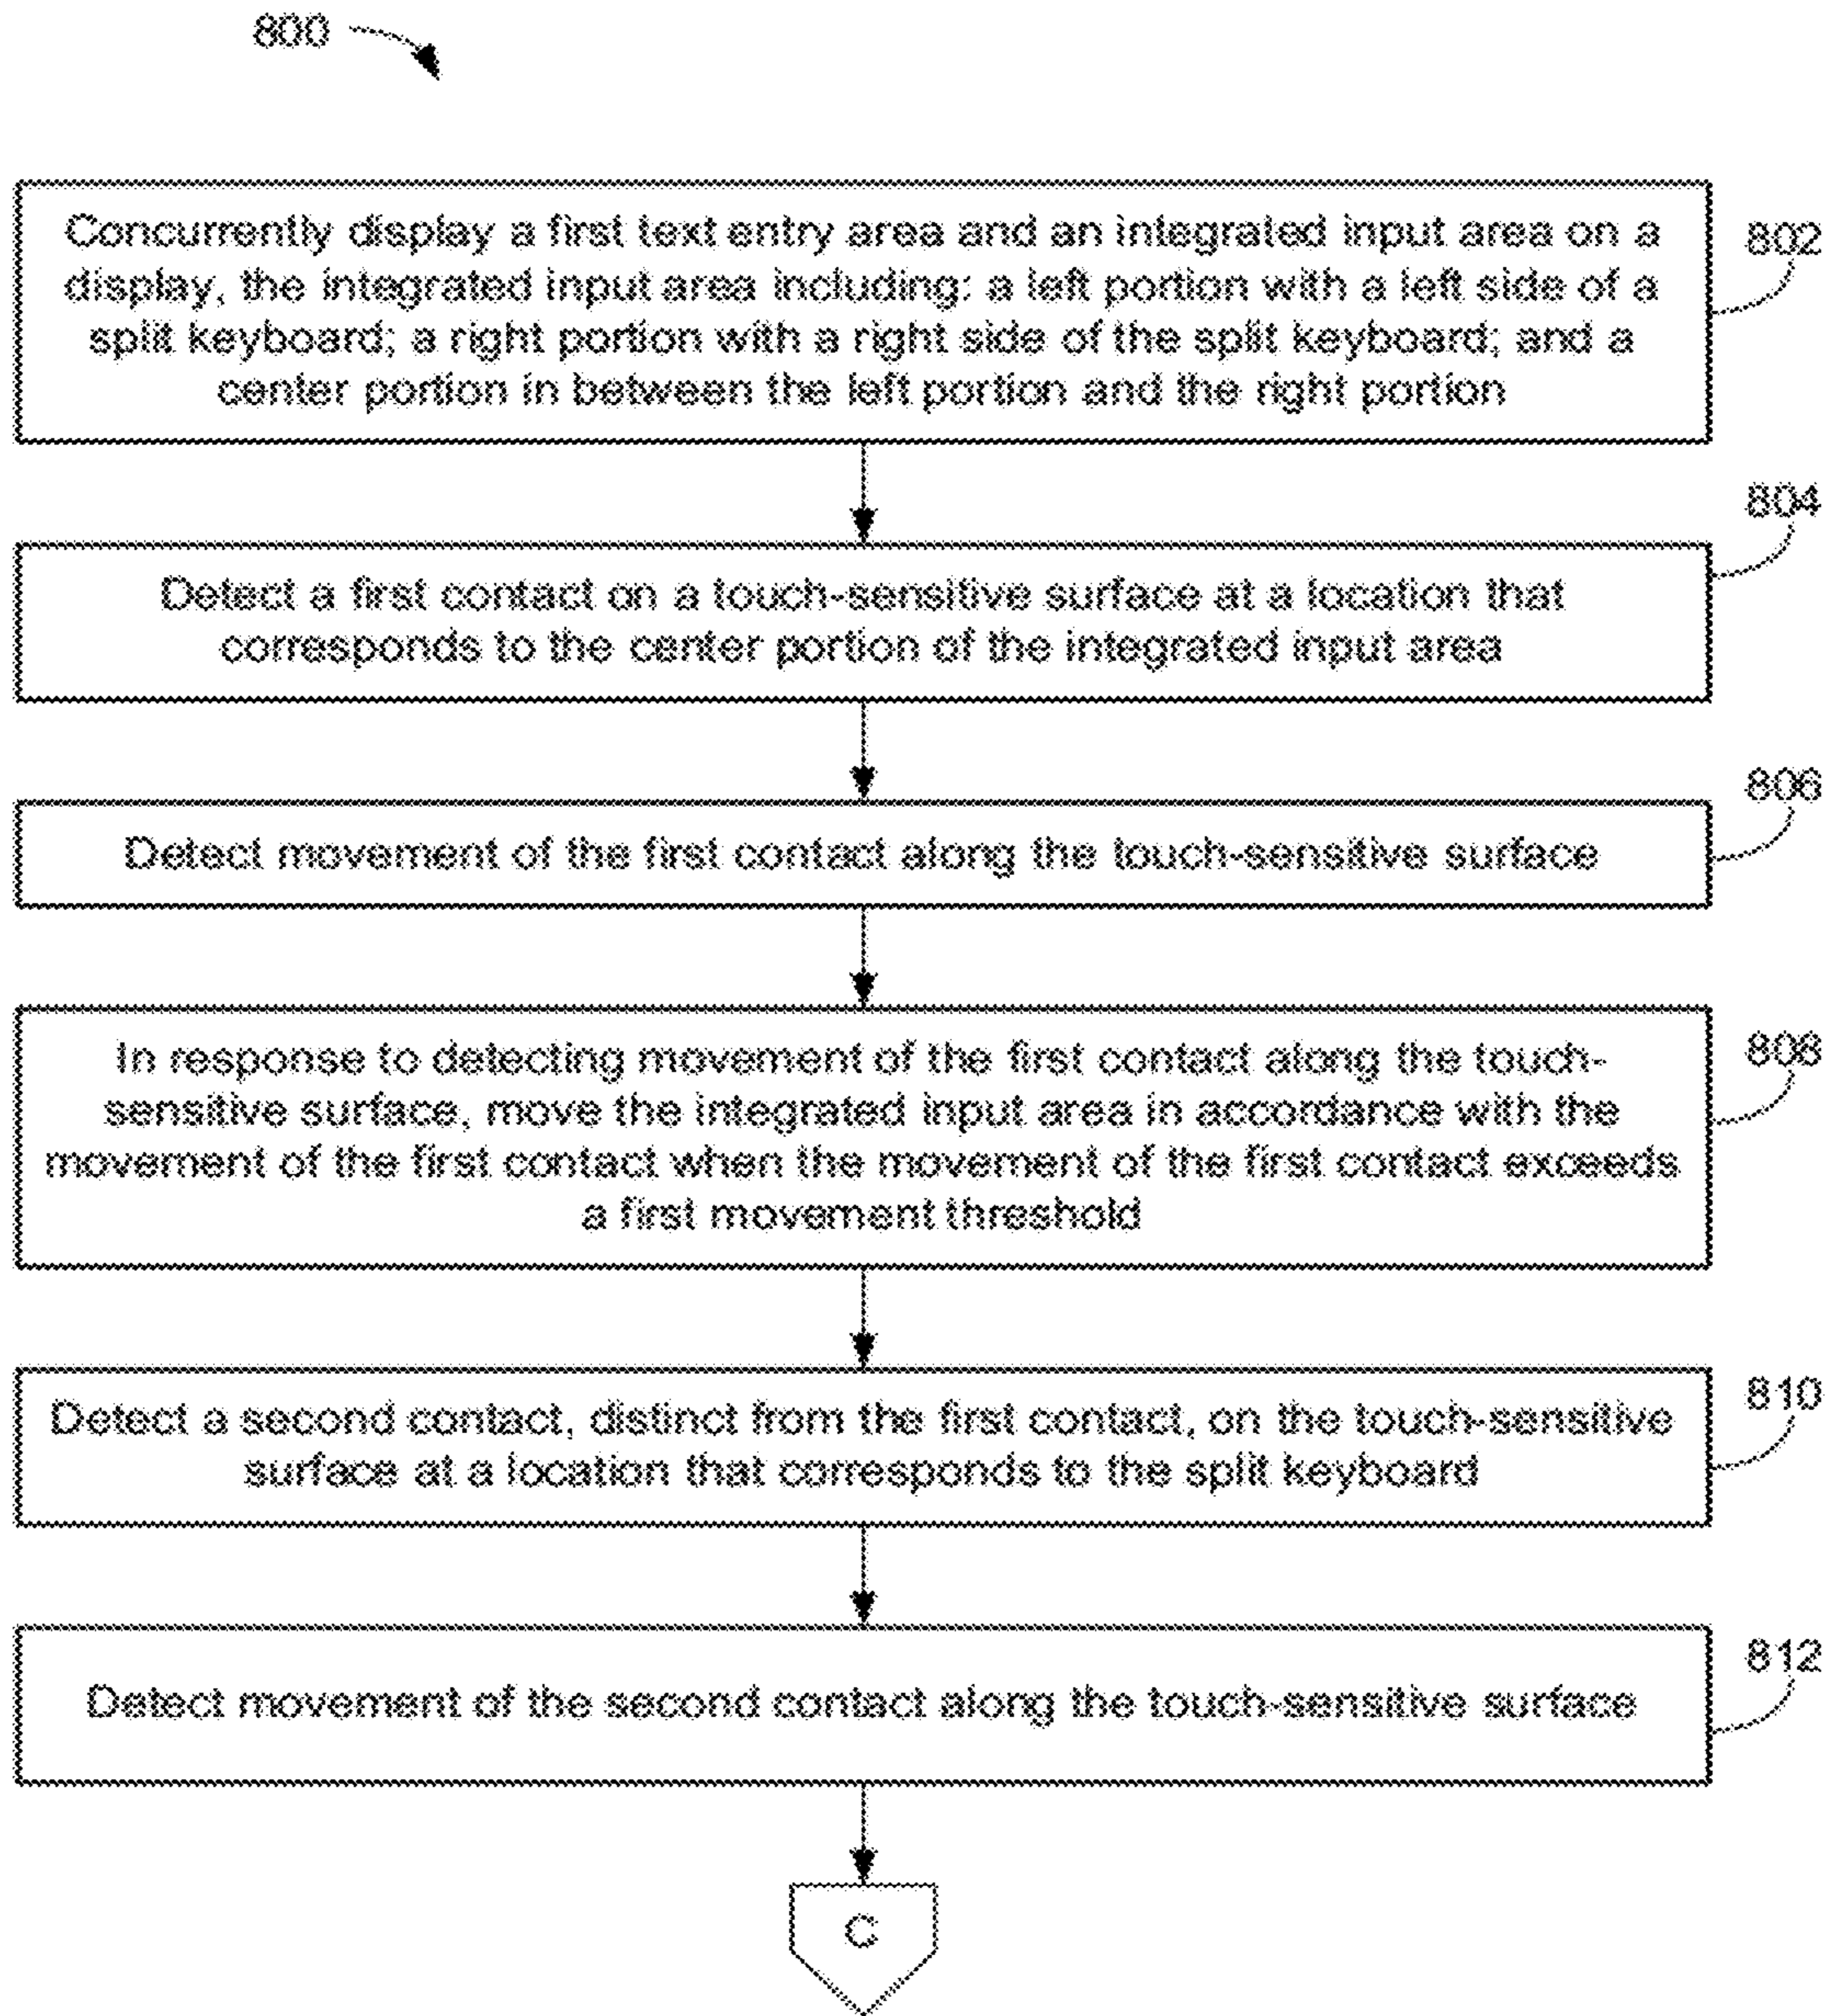 800
Concurrently display a first text entry area and an integrated input area on a
display, the integrated input area including: a left portion with a left side of a
split keyboard; a right portion with a right side of the split keyboard; and a
center portion in between the left portion and the right portion
802
Detect a first contact on a touch-sensitive surface at a location that
corresponds to the center portion of the integrated input area
804
Detect movement of the first contact along the touch-sensitive surface
806
In response to detecting movement of the first contact along the touch-
sensitive surface, move the integrated input area in accordance with the
movement of the first contact when the movement of the first contact exceeds
a first movement threshold
808
Detect a second contact, distinct from the first contact, on the touch-sensitive
surface at a location that corresponds to the split keyboard
810
Detect movement of the second contact along the touch-sensitive surface
812
C